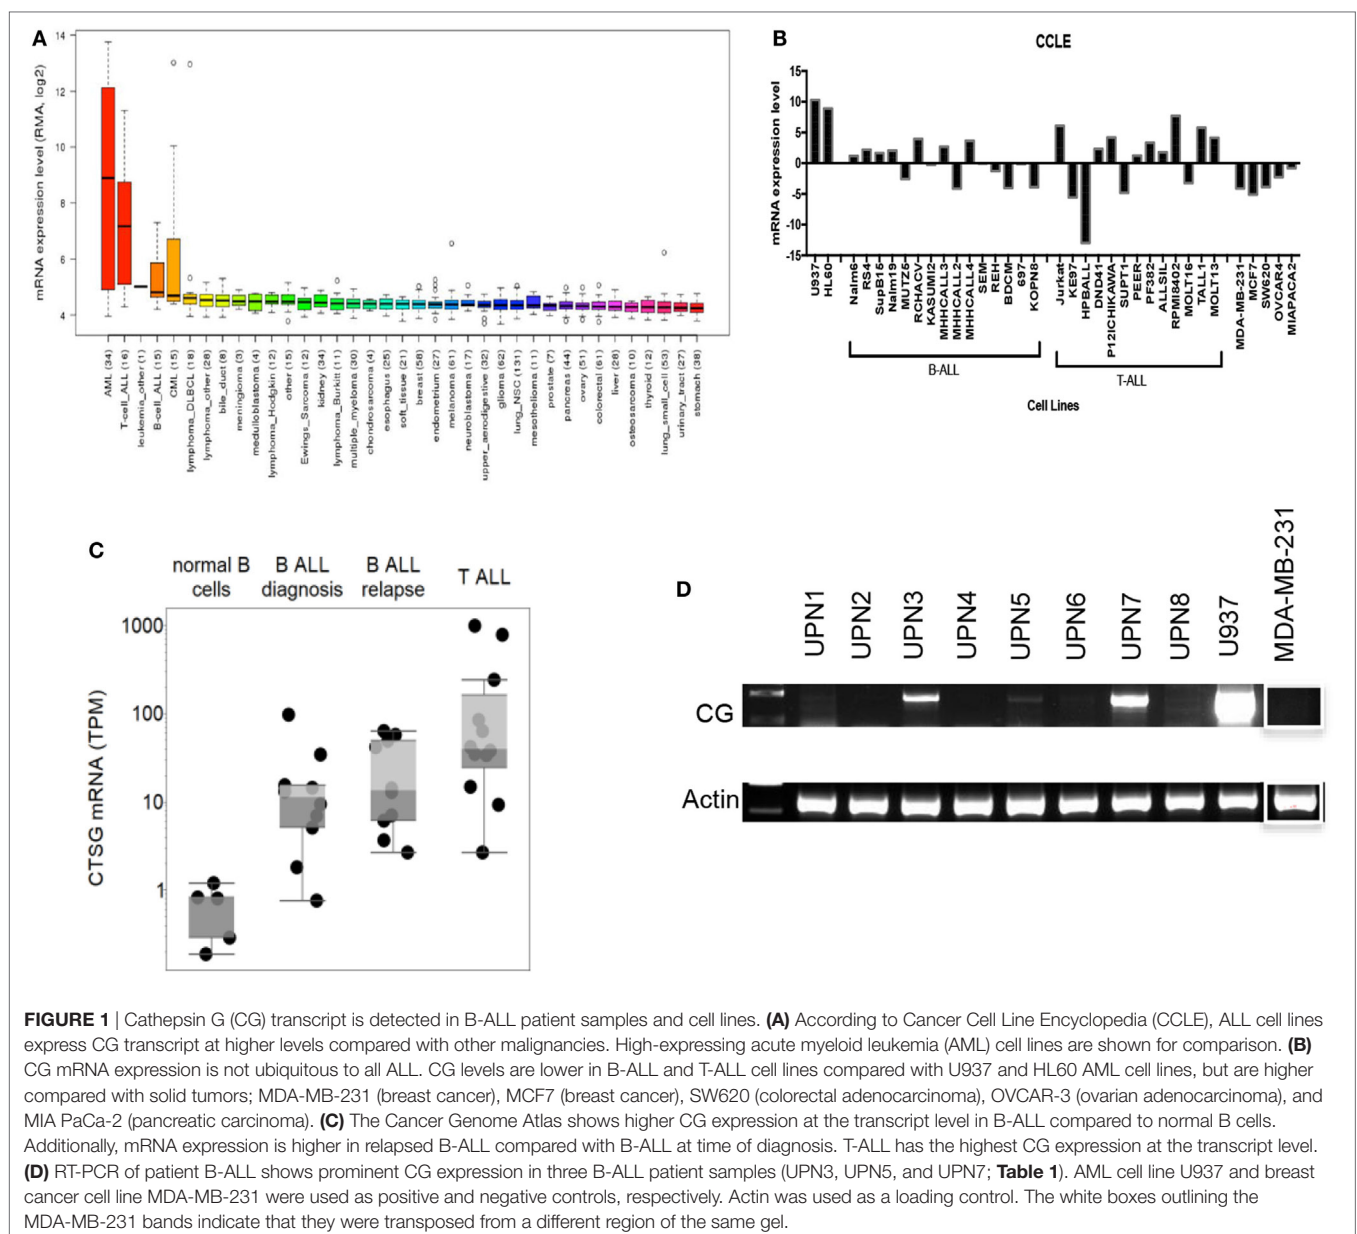 A
mRNA expression level (RMA, log2)
14
12
10
8
6
4
AML (34)
T-cell_ALL (16)
leukemia_other (1)
B-cell_ALL (15)
CML (15)
lymphoma_DLBCL (18)
lymphoma_other (28)
bile_duct (8)
meningioma (3)
medulloblastoma (4)
lymphoma_Hodgkin (12)
other (15)
Ewings_Sarcoma (12)
kidney (34)
lymphoma_Burkitt (11)
multiple_myeloma (30)
chondrosarcoma (4)
esophagus (25)
soft_tissue (21)
breast (58)
endometrium (27)
melanoma (61)
neuroblastoma (17)
upper_aerodigestive (32)
glioma (62)
lung_NSC (131)
mesothelioma (11)
prostate (7)
pancreas (44)
ovary (51)
colorectal (61)
liver (28)
osteosarcoma (10)
thyroid (12)
lung_small_cell (53)
urinary_tract (27)
stomach (38)
B
CCLE
mRNA expression level
15
10
5
0
-5
-10
-15
U937
HL60
Nalm6
RS4
SupB15
Nalm19
MUTZ5
RCHACV
KASUMI2
MHHCALL3
MHHCALL2
MHHCALL4
SEM
REH
BDCM
697
KOPN8
Jurkat
KE97
HPBALL
DND41
P12ICHIKAWA
SUPT1
PEER
PF382
ALLSIL
RPMI8402
MOLT16
TALL1
MOLT13
MDA-MB-231
MCF7
SW620
OVCAR4
MIAPACA2
B-ALL
T-ALL
Cell Lines
C
normal B
cells
B ALL
diagnosis
B ALL
relapse
T ALL
CTSG mRNA (TPM)
1000
100
10
1
D
UPN1
UPN2
UPN3
UPN4
UPN5
UPN6
UPN7
UPN8
U937
MDA-MB-231
CG
Actin
FIGURE 1 | Cathepsin G (CG) transcript is detected in B-ALL patient samples and cell lines. (A) According to Cancer Cell Line Encyclopedia (CCLE), ALL cell lines
express CG transcript at higher levels compared with other malignancies. High-expressing acute myeloid leukemia (AML) cell lines are shown for comparison. (B)
CG mRNA expression is not ubiquitous to all ALL. CG levels are lower in B-ALL and T-ALL cell lines compared with U937 and HL60 AML cell lines, but are higher
compared with solid tumors; MDA-MB-231 (breast cancer), MCF7 (breast cancer), SW620 (colorectal adenocarcinoma), OVCAR-3 (ovarian adenocarcinoma), and
MIA PaCa-2 (pancreatic carcinoma). (C) The Cancer Genome Atlas shows higher CG expression at the transcript level in B-ALL compared to normal B cells.
Additionally, mRNA expression is higher in relapsed B-ALL compared with B-ALL at time of diagnosis. T-ALL has the highest CG expression at the transcript level.
(D) RT-PCR of patient B-ALL shows prominent CG expression in three B-ALL patient samples (UPN3, UPN5, and UPN7; Table 1). AML cell line U937 and breast
cancer cell line MDA-MB-231 were used as positive and negative controls, respectively. Actin was used as a loading control. The white boxes outlining the
MDA-MB-231 bands indicate that they were transposed from a different region of the same gel.